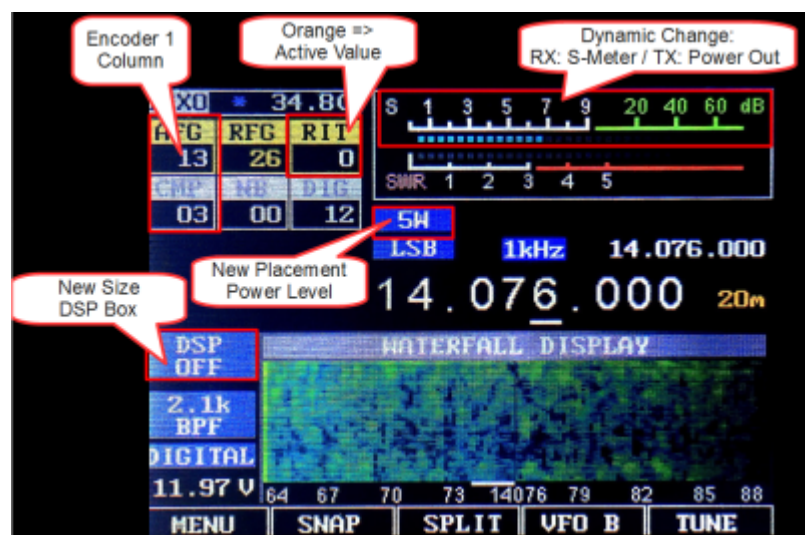 Encoder 1
Column
Orange =>
Active Value
Dynamic Change:
RX: S-Meter / TX: Power Out
XO * 34.8
S 1 3 5 7 9 20 40 60 dB
AFG RFG RIT
13 26 0
SWR 1 2 3 4 5
CMP NB DIG
03 00 12
5W
LSB 1kHz 14.076.000
New Placement
Power Level
14.076.000 20m
New Size
DSP Box
DSP
OFF
WATERFALL DISPLAY
2.1k
BPF
DIGITAL
11.97 V
64 67 70 73 14076 79 82 85 88
MENU SNAP SPLIT VFO B TUNE